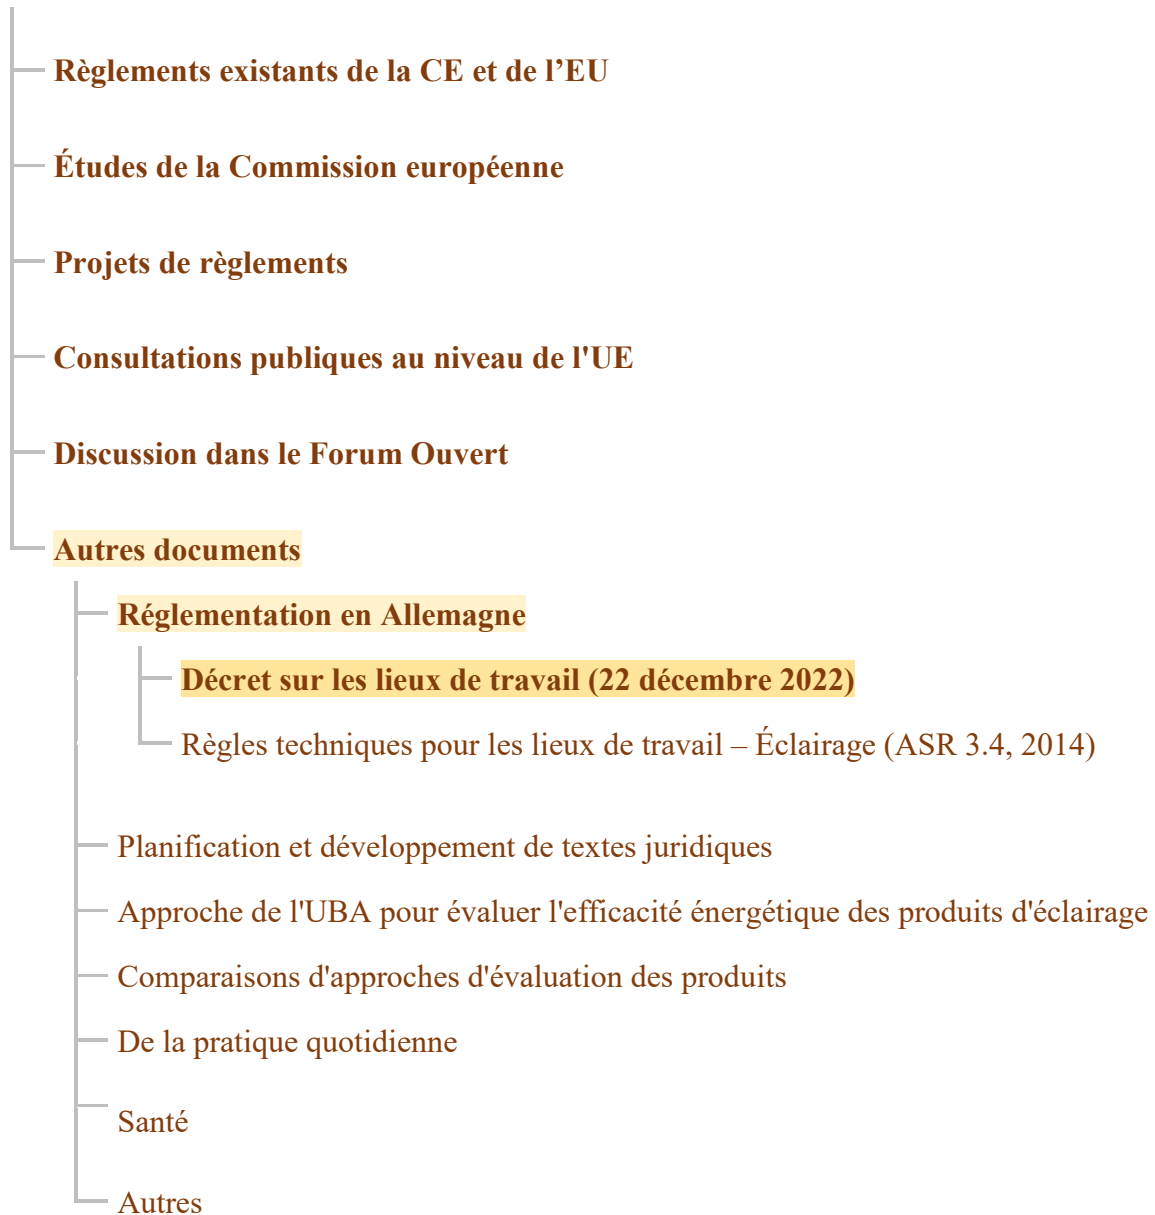 Règlements existants de la CE et de l’EU
Études de la Commission européenne
Projets de règlements
Consultations publiques au niveau de l'UE
Discussion dans le Forum Ouvert
Autres documents
Réglementation en Allemagne
Décret sur les lieux de travail (22 décembre 2022)
Règles techniques pour les lieux de travail – Éclairage (ASR 3.4, 2014)
Planification et développement de textes juridiques
Approche de l'UBA pour évaluer l'efficacité énergétique des produits d'éclairage
Comparaisons d'approches d'évaluation des produits
De la pratique quotidienne
Santé
Autres